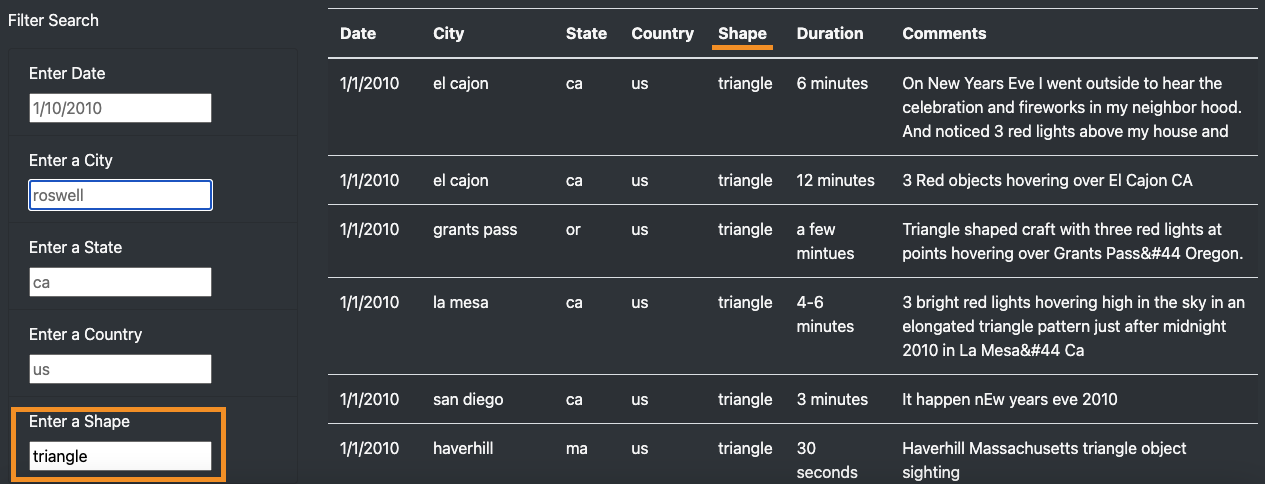 Filter Search
Enter Date
1/10/2010
Enter a City
roswell
Enter a State
ca
Enter a Country
us
Enter a Shape
triangle
Date City State Country Shape Duration Comments
1/1/2010 el cajon ca us triangle 6 minutes On New Years Eve I went outside to hear the
celebration and fireworks in my neighbor hood.
And noticed 3 red lights above my house and
1/1/2010 el cajon ca us triangle 12 minutes 3 Red objects hovering over El Cajon CA
1/1/2010 grants pass or us triangle a few Triangle shaped craft with three red lights at
mintues points hovering over Grants Pass&#44 Oregon.
1/1/2010 la mesa ca us triangle 4-6 3 bright red lights hovering high in the sky in an
minutes elongated triangle pattern just after midnight
2010 in La Mesa&#44 Ca
1/1/2010 san diego ca us triangle 3 minutes It happen nEw years eve 2010
1/1/2010 haverhill ma us triangle 30 Haverhill Massachusetts triangle object
seconds sighting